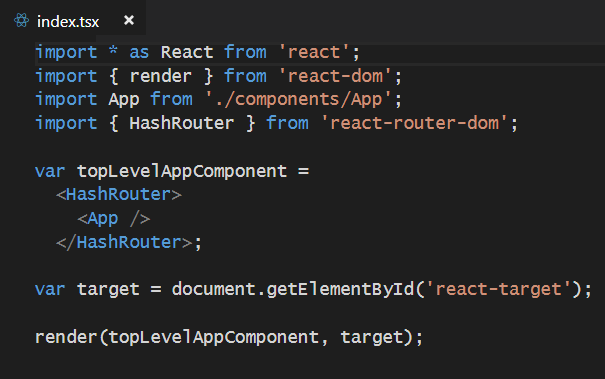 index.tsx ×
import * as React from 'react';
import { render } from 'react-dom';
import App from './components/App';
import { HashRouter } from 'react-router-dom';

var topLevelAppComponent =
  <HashRouter>
    <App />
  </HashRouter>;

var target = document.getElementById('react-target');

render(topLevelAppComponent, target);